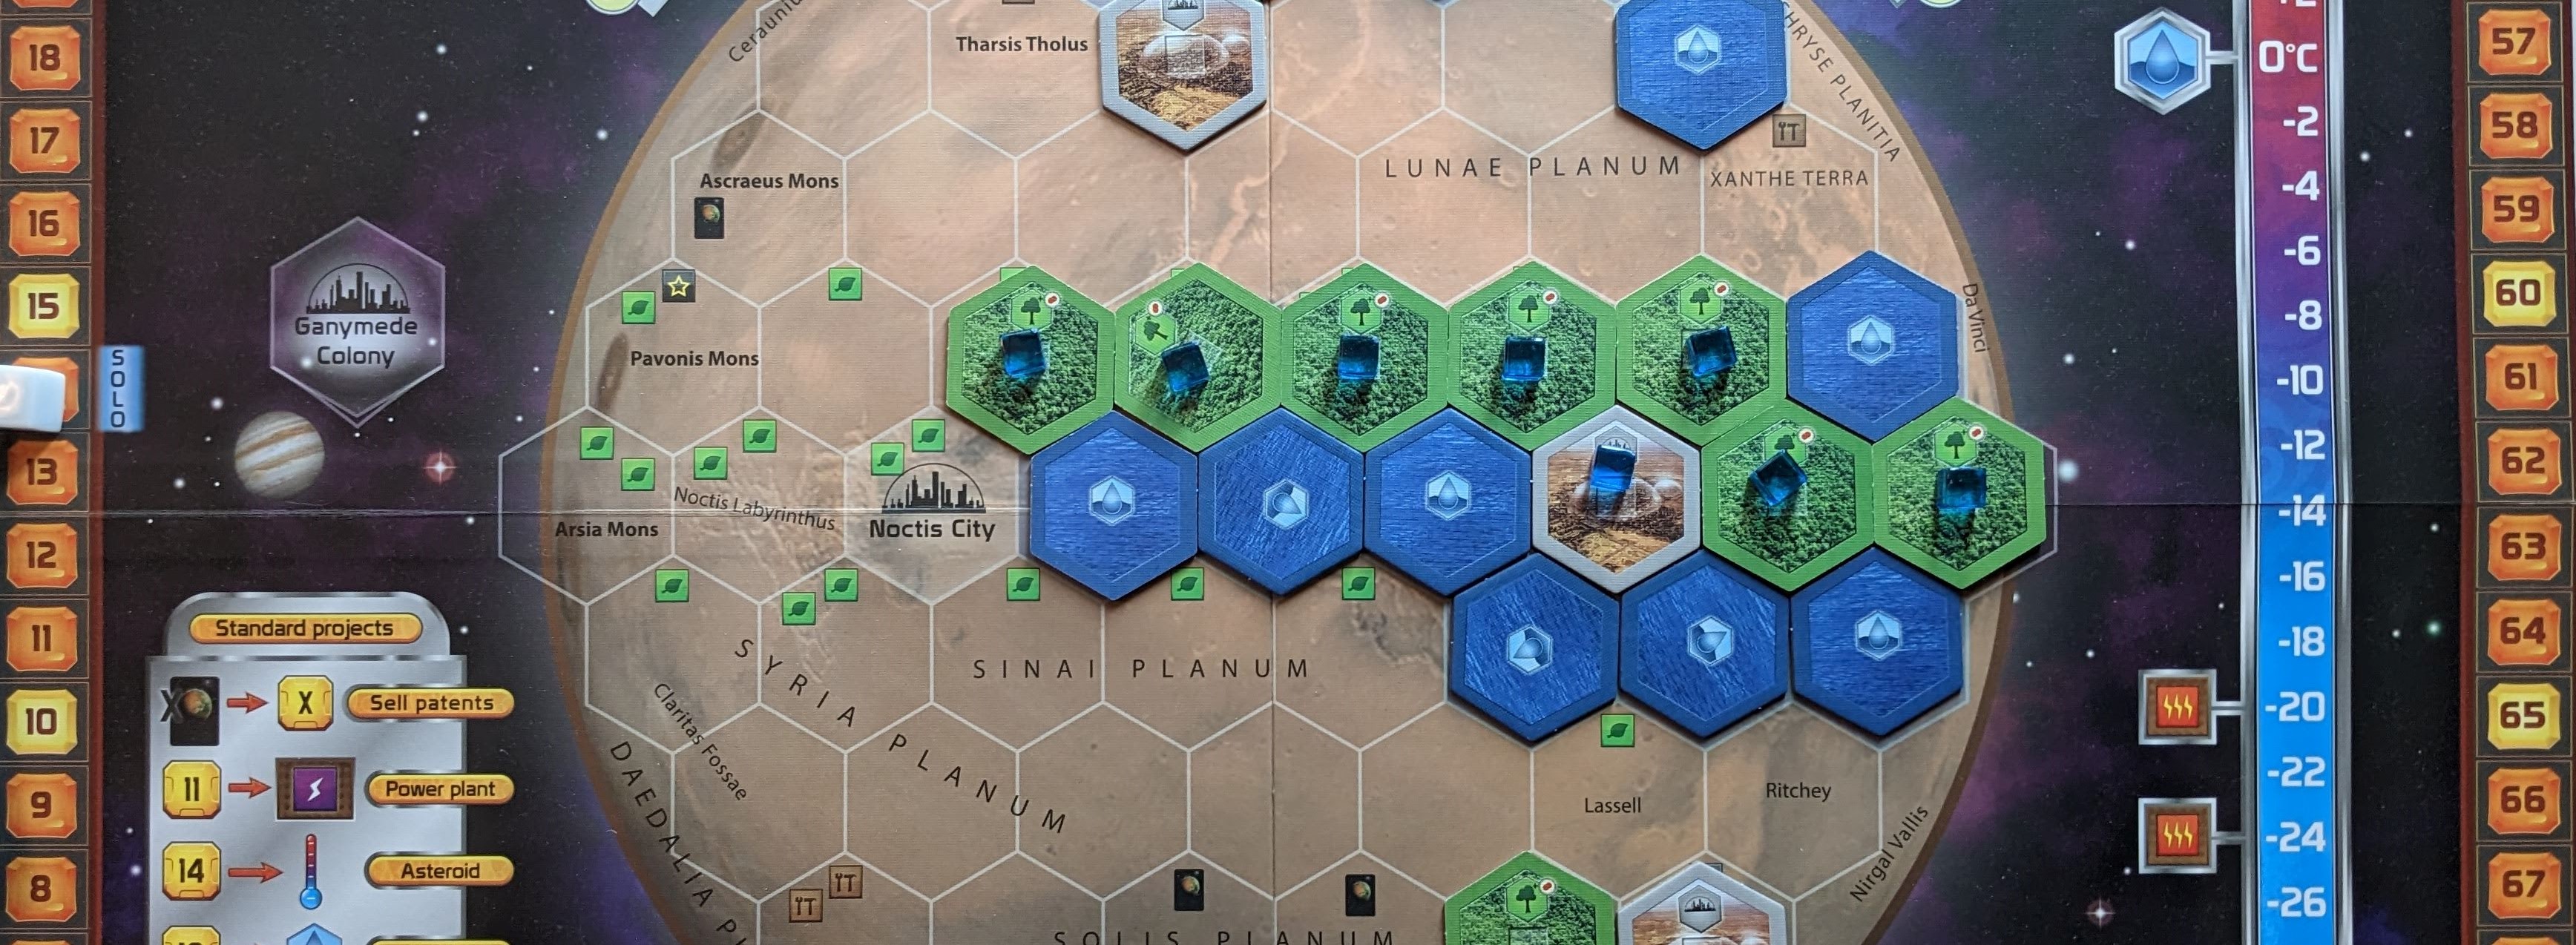 18
17
16
15
13
12
11
10
9
8
SOLO
Ganymede
Colony
Standard projects
X
X
Sell patents
11
Power plant
14
Asteroid
Tharsis Tholus
CHRYSE PLANITIA
LUNAE PLANUM
XANTHE TERRA
Ascraeus Mons
Da Vinci
Pavonis Mons
Noctis Labyrinthus
Arsia Mons
Noctis City
SYRIA PLANUM
SINAI PLANUM
Claritas Fossae
DAEDALIA
Lassell
Ritchey
Nirgal Vallis
SOLIS PLANUM
0°C
-2
-4
-6
-8
-10
-12
-14
-16
-18
-20
-22
-24
-26
57
58
59
60
61
62
63
64
65
66
67